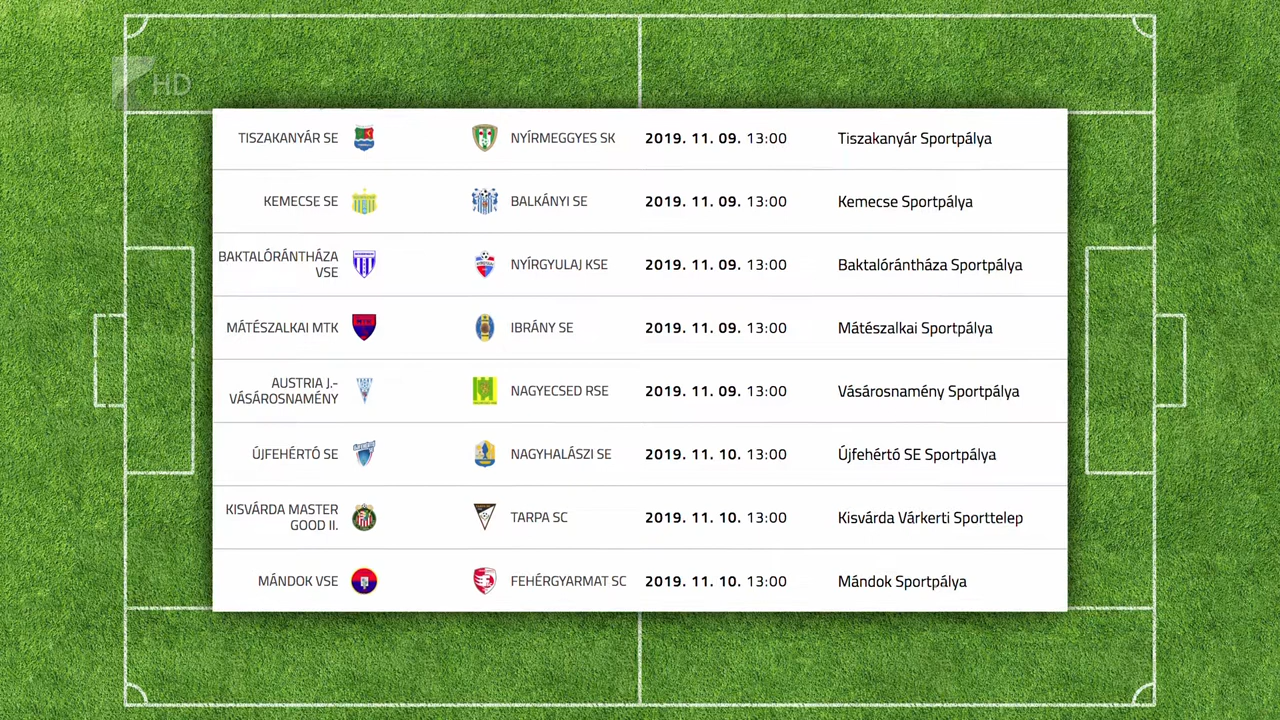 HD
TISZAKANYÁR SE NYÍRMEGGYES SK 2019. 11. 09. 13:00 Tiszakanyár Sportpálya
KEMECSE SE BALKÁNYI SE 2019. 11. 09. 13:00 Kemecse Sportpálya
BAKTALÓRÁNTHÁZA
VSE NYÍRGYULAJ KSE 2019. 11. 09. 13:00 Baktalórántháza Sportpálya
MÁTÉSZALKAI MTK IBRÁNY SE 2019. 11. 09. 13:00 Mátészalkai Sportpálya
AUSTRIA J.-
VÁSÁROSNAMÉNY NAGYECSED RSE 2019. 11. 09. 13:00 Vásárosnamény Sportpálya
ÚJFEHÉRTÓ SE NAGYHALÁSZI SE 2019. 11. 10. 13:00 Újfehértó SE Sportpálya
KISVÁRDA MASTER
GOOD II. TARPA SC 2019. 11. 10. 13:00 Kisvárda Várkerti Sporttelep
MÁNDOK VSE FEHÉRGYARMAT SC 2019. 11. 10. 13:00 Mándok Sportpálya